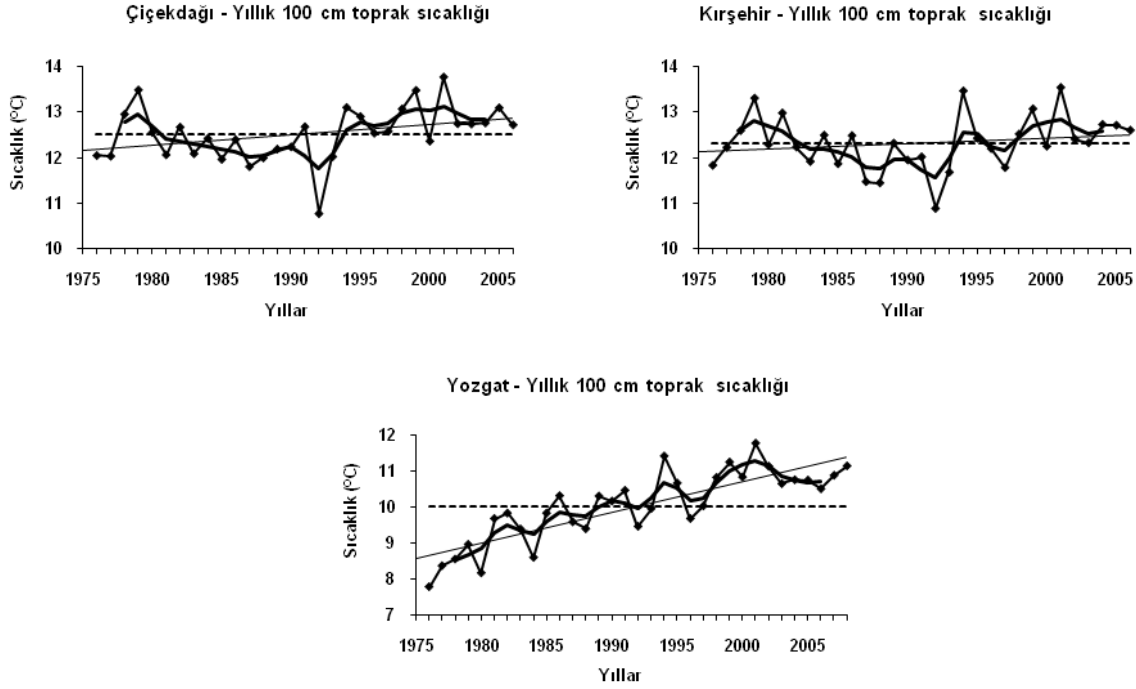 Çiçekdağı - Yıllık 100 cm toprak sıcaklığı
Sıcaklık (°C)
14
13
12
11
10
1975 1980 1985 1990 1995 2000 2005
Yıllar
Kırşehir - Yıllık 100 cm toprak sıcaklığı
Sıcaklık (°C)
14
13
12
11
10
1975 1980 1985 1990 1995 2000 2005
Yıllar
Yozgat - Yıllık 100 cm toprak sıcaklığı
Sıcaklık (°C)
12
11
10
9
8
7
1975 1980 1985 1990 1995 2000 2005
Yıllar